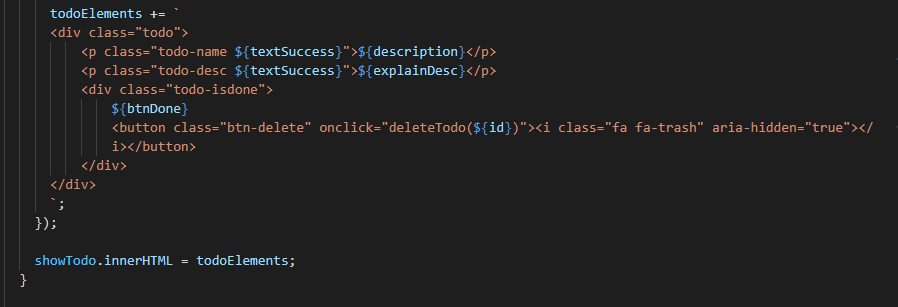 todoElements += `
<div class="todo">
<p class="todo-name ${textSuccess}">${description}</p>
<p class="todo-desc ${textSuccess}">${explainDesc}</p>
<div class="todo-isdone">
${btnDone}
<button class="btn-delete" onclick="deleteTodo(${id})"><i class="fa fa-trash" aria-hidden="true"></
i></button>
</div>
</div>
`;
});
showTodo.innerHTML = todoElements;
}